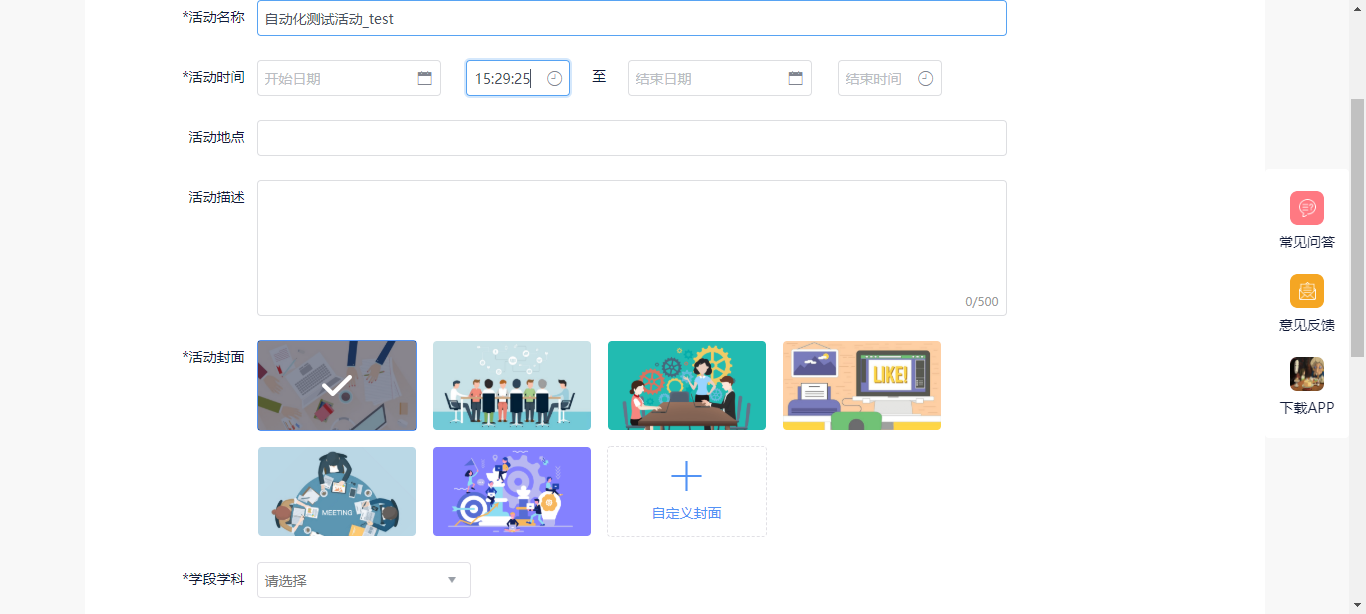 *活动名称 自动化测试活动_test
*活动时间 开始日期 15:29:25 至 结束日期 结束时间
活动地点
活动描述
0/500
*活动封面
LIKE!
MEETING
自定义封面
*学段学科 请选择
常见问答
意见反馈
下载APP